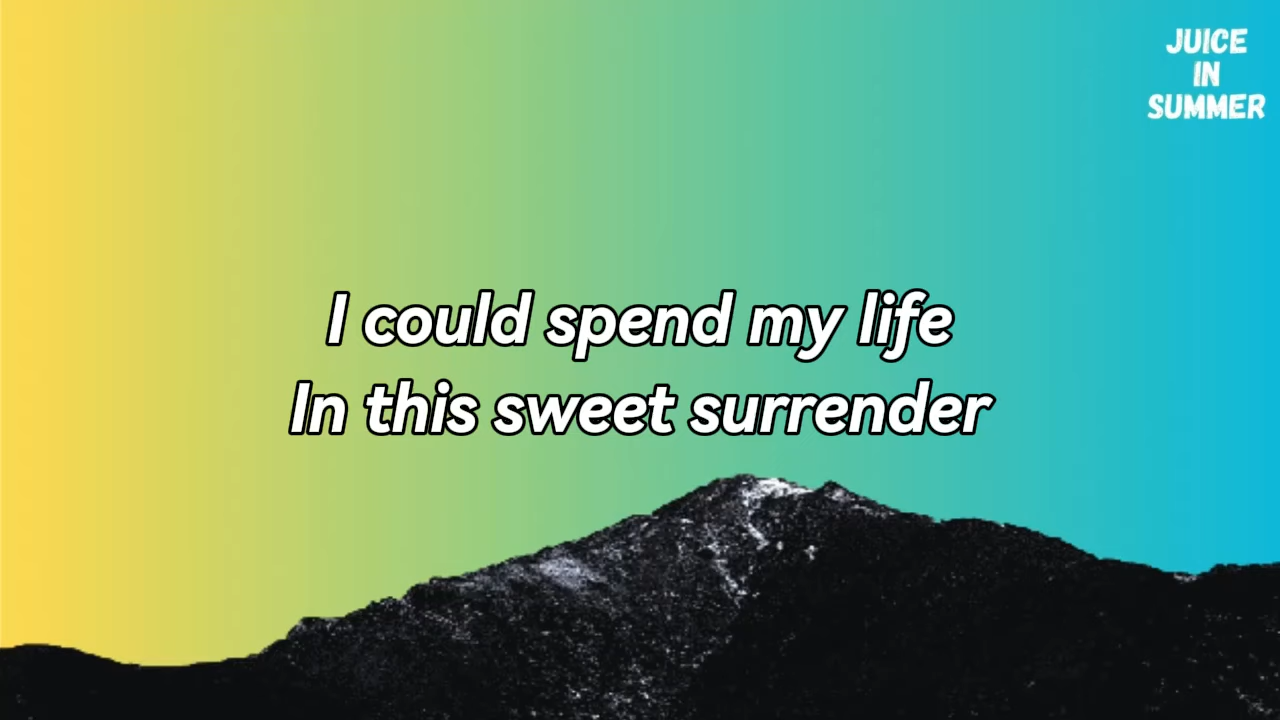 JUICE
IN
SUMMER
I could spend my life
In this sweet surrender